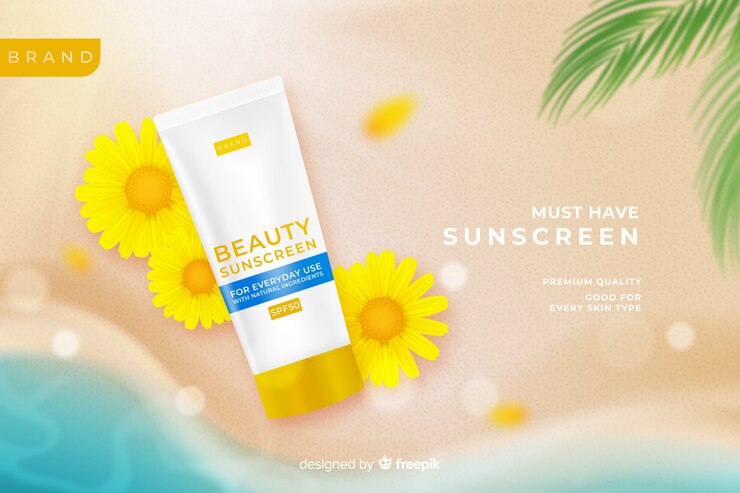 BRAND
BRAND
BEAUTY
SUNSCREEN
FOR EVERYDAY USE
WITH NATURAL INGREDIENTS
SPF50
MUST HAVE
SUNSCREEN
PREMIUM QUALITY
GOOD FOR
EVERY SKIN TYPE
designed by freepik